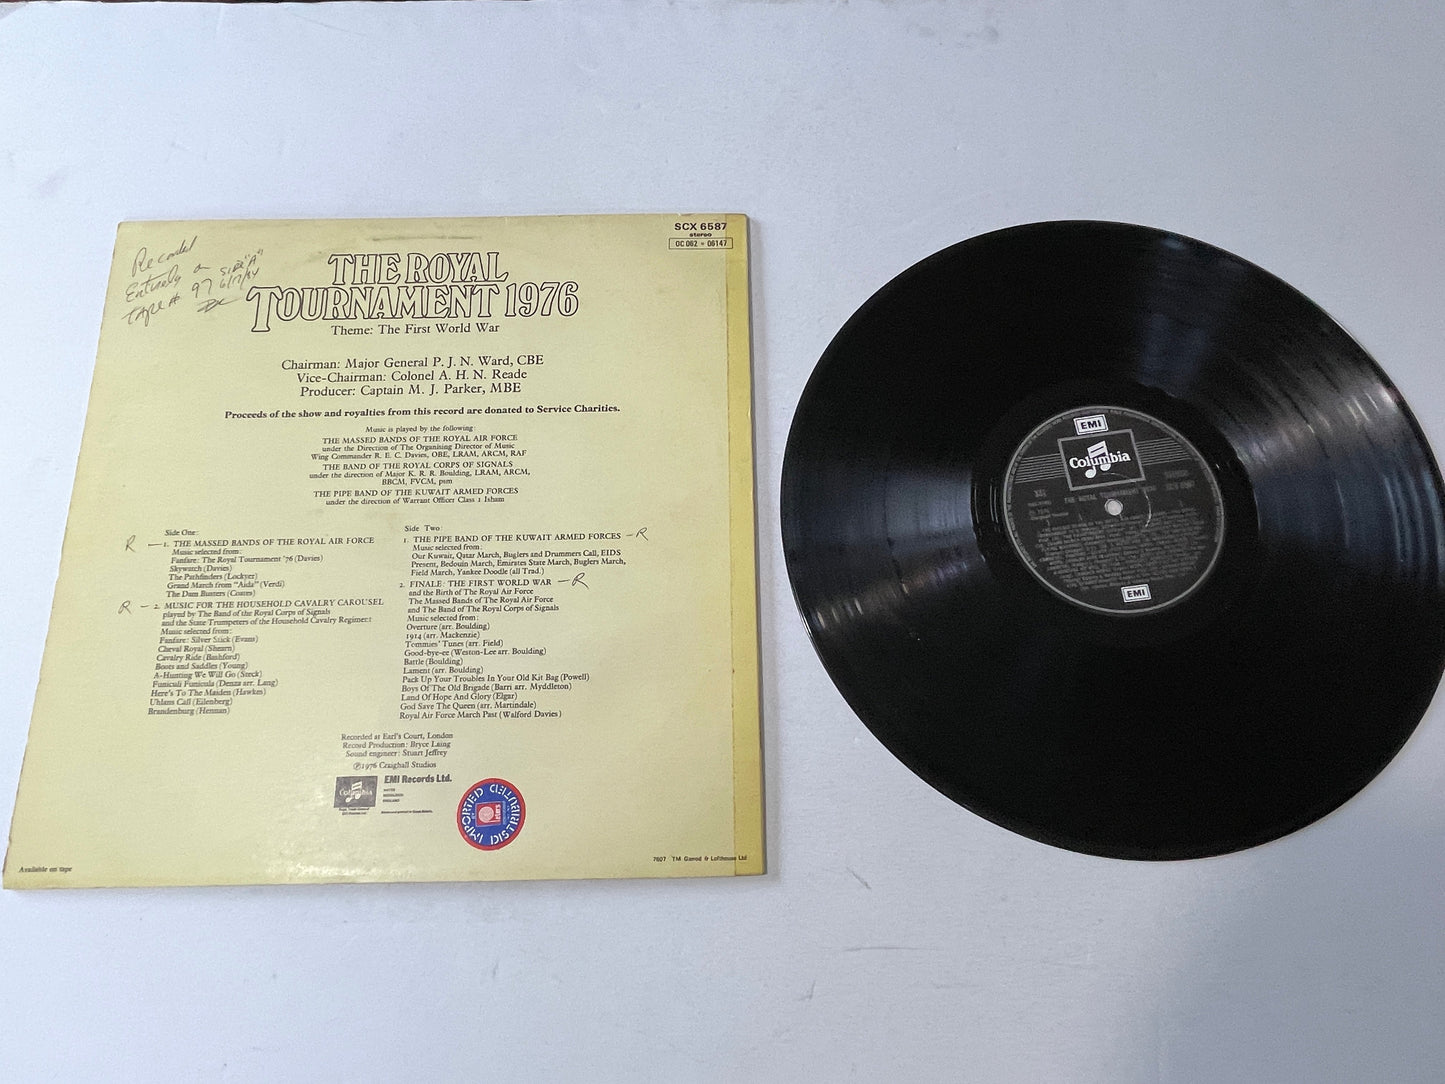 Recorded
Entirely on SIDE "A"
TAPE # 97 6/17/84
SCX 6587
stereo
OC 062 ◦ 06147
THE ROYAL
TOURNAMENT 1976
Theme: The First World War
Chairman: Major General P. J. N. Ward, CBE
Vice-Chairman: Colonel A. H. N. Reade
Producer: Captain M. J. Parker, MBE
Proceeds of the show and royalties from this record are donated to Service Charities.
Music is played by the following:
THE MASSED BANDS OF THE ROYAL AIR FORCE
under the Direction of The Organising Director of Music
Wing Commander R. E. C. Davies, OBE, LRAM, ARCM, RAF
THE BAND OF THE ROYAL CORPS OF SIGNALS
under the direction of Major K. R. R. Boulding, LRAM, ARCM,
BBCM, FVCM, psm
THE PIPE BAND OF THE KUWAIT ARMED FORCES
under the direction of Warrant Officer Class 1 Isham
Side One:
R — 1. THE MASSED BANDS OF THE ROYAL AIR FORCE
Music selected from:
Fanfare: The Royal Tournament '76 (Davies)
Skywatch (Davies)
The Pathfinders (Lockyer)
Grand March from "Aida" (Verdi)
The Dam Busters (Coates)
R — 2. MUSIC FOR THE HOUSEHOLD CAVALRY CAROUSEL
played by The Band of the Royal Corps of Signals
and the State Trumpeters of the Household Cavalry Regiment
Music selected from:
Fanfare: Silver Stick (Evans)
Cheval Royal (Shearn)
Cavalry Ride (Bashford)
Boots and Saddles (Young)
A-Hunting We Will Go (Steck)
Funiculi Funicula (Denza arr. Lang)
Here's To The Maiden (Hawkes)
Uhlans Call (Eilenberg)
Brandenburg (Hennan)
Side Two:
1. THE PIPE BAND OF THE KUWAIT ARMED FORCES — R
Music selected from:
Our Kuwait, Qatar March, Buglers and Drummers Call, EIDS
Present, Bedouin March, Emirates State March, Buglers March,
Field March, Yankee Doodle (all Trad.)
2. FINALE: THE FIRST WORLD WAR — R
and the Birth of The Royal Air Force
The Massed Bands of The Royal Air Force
and The Band of The Royal Corps of Signals
Music selected from:
Overture (arr. Boulding)
1914 (arr. Mackenzie)
Tommies' Tunes (arr. Field)
Good-bye-ee (Weston-Lee arr. Boulding)
Battle (Boulding)
Lament (arr. Boulding)
Pack Up Your Troubles In Your Old Kit Bag (Powell)
Boys Of The Old Brigade (Barri arr. Myddleton)
Land Of Hope And Glory (Elgar)
God Save The Queen (arr. Martindale)
Royal Air Force March Past (Walford Davies)
Recorded at Earl's Court, London
Record Production: Bryce Laing
Sound engineer: Stuart Jeffrey
℗1976 Craighall Studios
Columbia
EMI Records Ltd.
HAYES
MIDDLESEX
ENGLAND
IMPORTED
DISTRIBUTED
Available on tape
7607 TM Garrod & Lofthouse Ltd
EMI
Columbia
THE ROYAL TOURNAMENT 1976
EMI